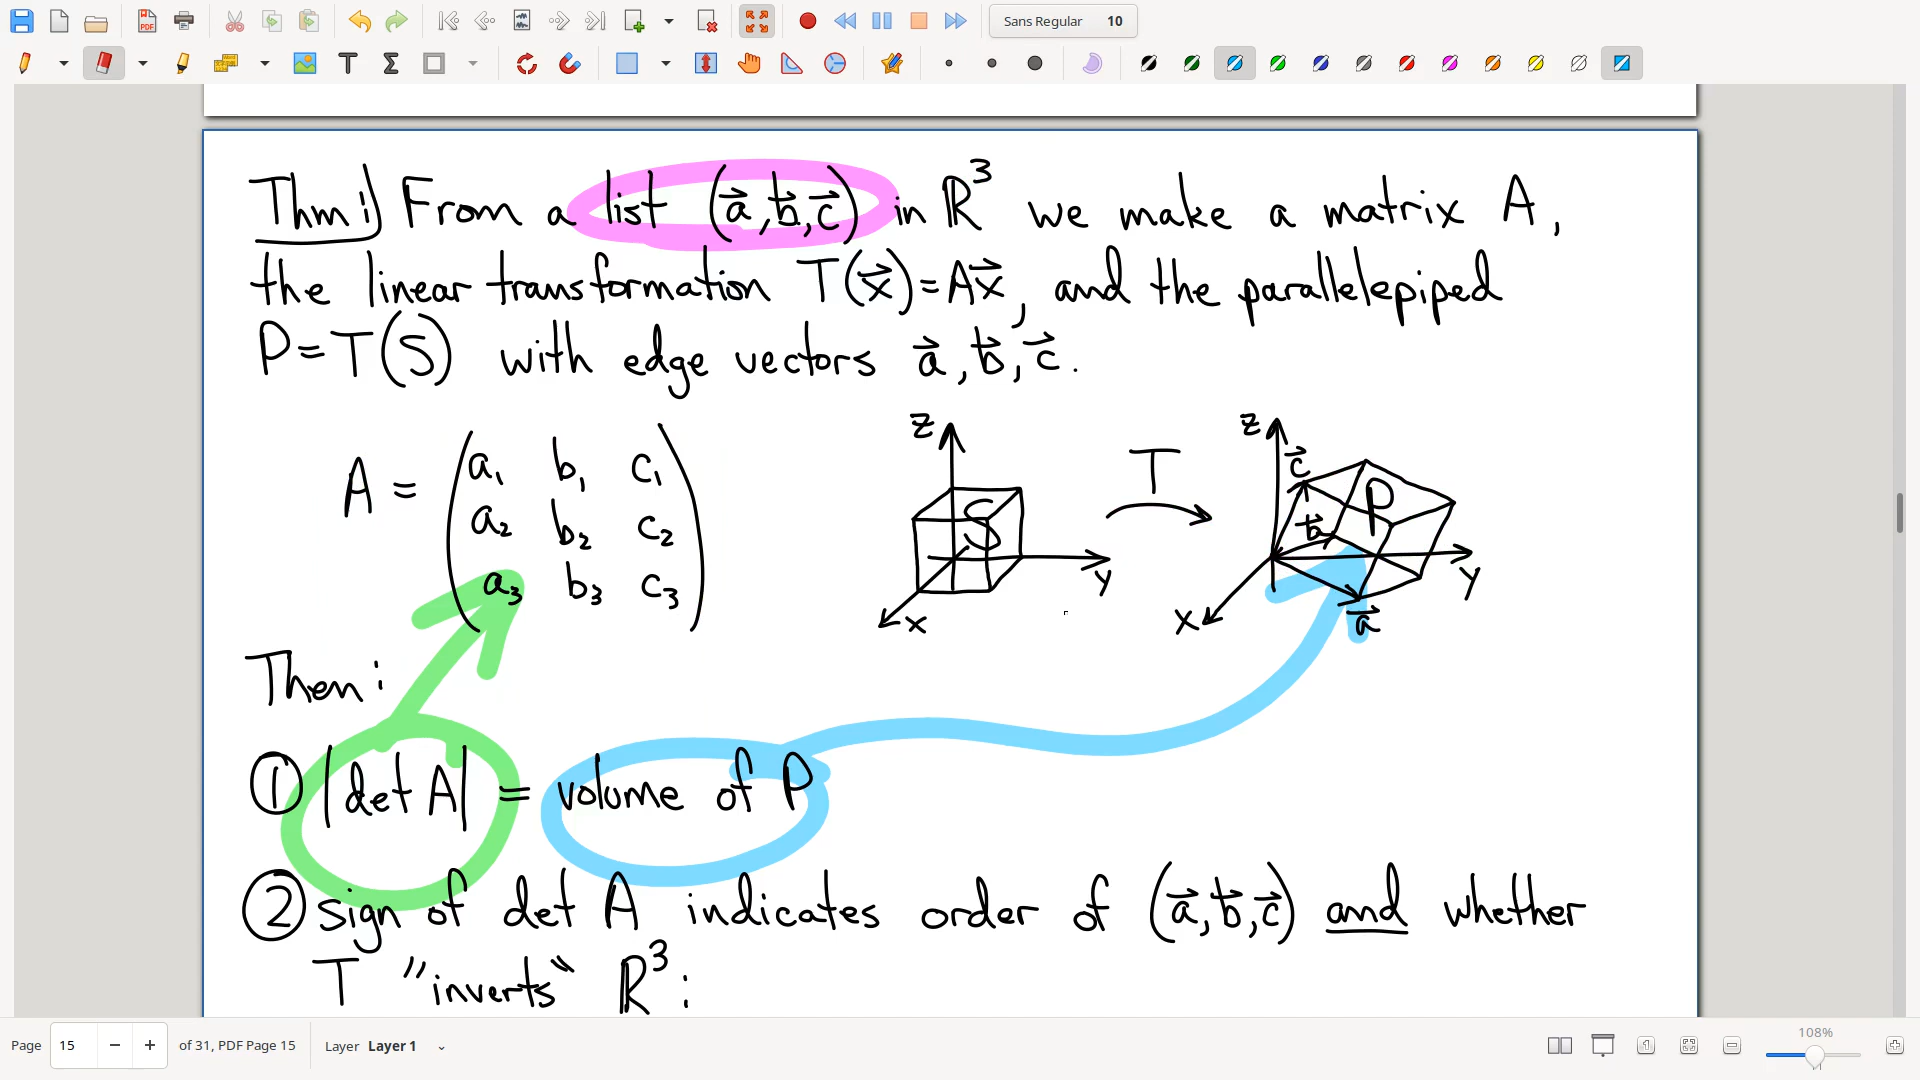 Sans Regular 10
Thm: From a list (a⃗, b⃗, c⃗) in ℝ³ we make a matrix A,
the linear transformation T(x⃗)=Ax⃗, and the parallelepiped
P=T(S) with edge vectors a⃗, b⃗, c⃗.
A = ( a₁ b₁ c₁
a₂ b₂ c₂
a₃ b₃ c₃ )
z
S
y
x
T
z
c⃗
P
b⃗
y
x
a⃗
Then:
① |det A| = volume of P
② sign of det A indicates order of (a⃗, b⃗, c⃗) and whether
T "inverts" ℝ³:
Page 15 − + of 31, PDF Page 15 Layer Layer 1 108%